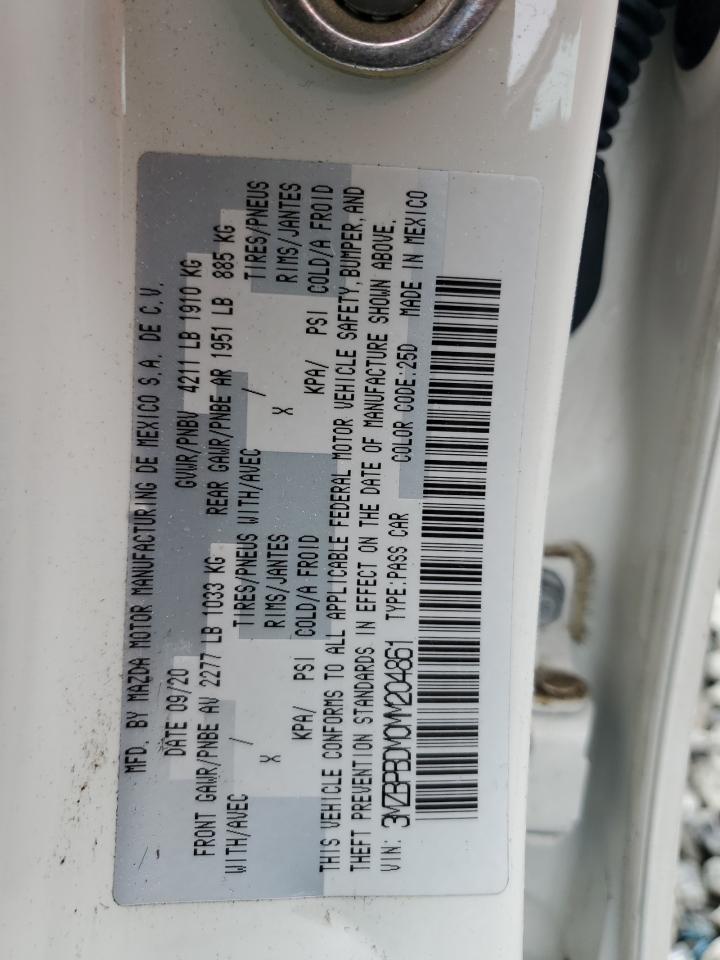 MFD. BY MAZDA MOTOR MANUFACTURING DE MEXICO S.A. DE C.V.
DATE 09/20 GVWR/PNBV 4211 LB 1910 KG
FRONT GAWR/PNBE AV 2277 LB 1033 KG REAR GAWR/PNBE AR 1951 LB 885 KG
WITH/AVEC / TIRES/PNEUS WITH/AVEC / TIRES/PNEUS
X RIMS/JANTES X RIMS/JANTES
KPA/ PSI COLD/A FROID KPA/ PSI COLD/A FROID
THIS VEHICLE CONFORMS TO ALL APPLICABLE FEDERAL MOTOR VEHICLE SAFETY, BUMPER, AND
THEFT PREVENTION STANDARDS IN EFFECT ON THE DATE OF MANUFACTURE SHOWN ABOVE.
VIN: 3MZBPBDM0MM204861 TYPE:PASS CAR COLOR CODE:25D MADE IN MEXICO